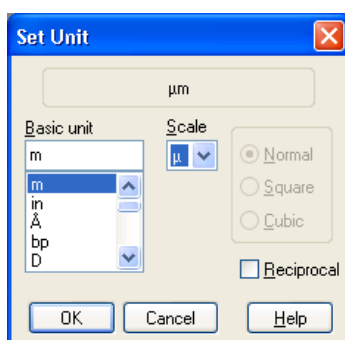 Set Unit
µm
Basic unit
Scale
m
µ
m
in
Å
bp
D
Normal
Square
Cubic
Reciprocal
OK
Cancel
Help